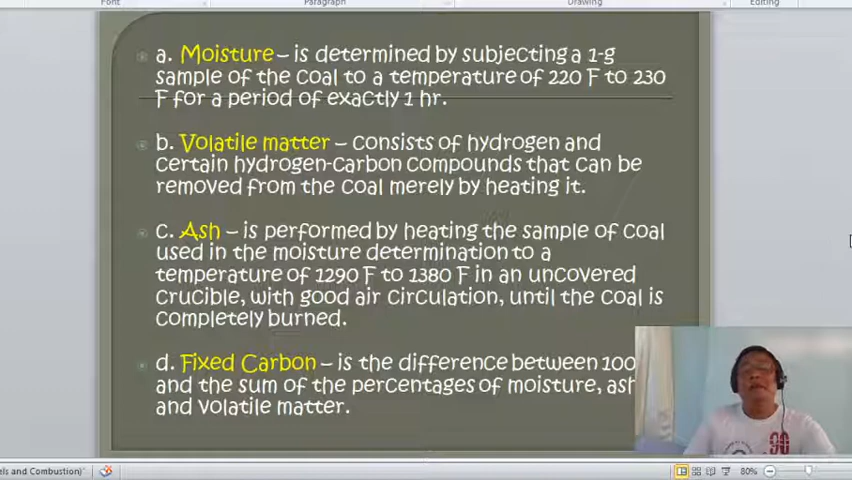 Font
Paragraph
Drawing
Editing
a. Moisture – is determined by subjecting a 1-g
sample of the coal to a temperature of 220 F to 230
F for a period of exactly 1 hr.
b. Volatile matter – consists of hydrogen and
certain hydrogen-carbon compounds that can be
removed from the coal merely by heating it.
c. Ash – is performed by heating the sample of coal
used in the moisture determination to a
temperature of 1290 F to 1380 F in an uncovered
crucible, with good air circulation, until the coal is
completely burned.
d. Fixed Carbon – is the difference between 100
and the sum of the percentages of moisture, ash
and volatile matter.
90
els and Combustion)"
80%